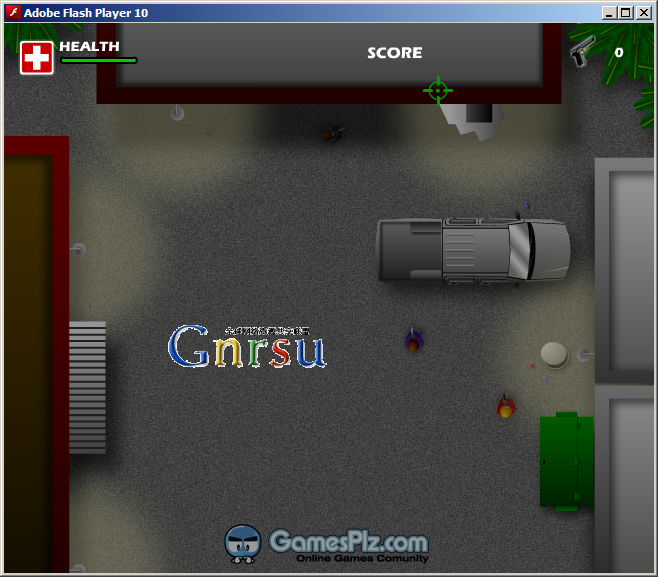 Adobe Flash Player 10
HEALTH
SCORE
0
Gnrsu
GamesPlz.com
Online Games Comunity